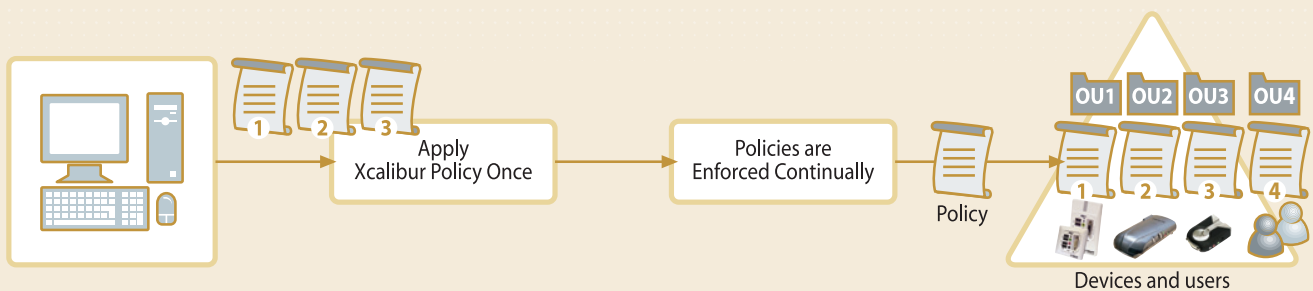 1 2 3
Apply
Xcalibur Policy Once
Policies are
Enforced Continually
Policy
OU1 OU2 OU3 OU4
1 2 3 4
Devices and users